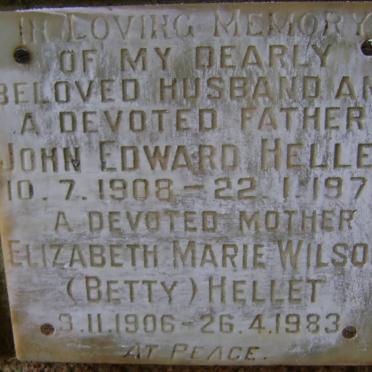 IN LOVING MEMORY
OF MY DEARLY
BELOVED HUSBAND AN
A DEVOTED FATHER
JOHN EDWARD HELLE
10.7.1908 - 22.1.197
A DEVOTED MOTHER
ELIZABETH MARIE WILSO
(BETTY) HELLET
9.11.1906 - 26.4.1983
AT PEACE.